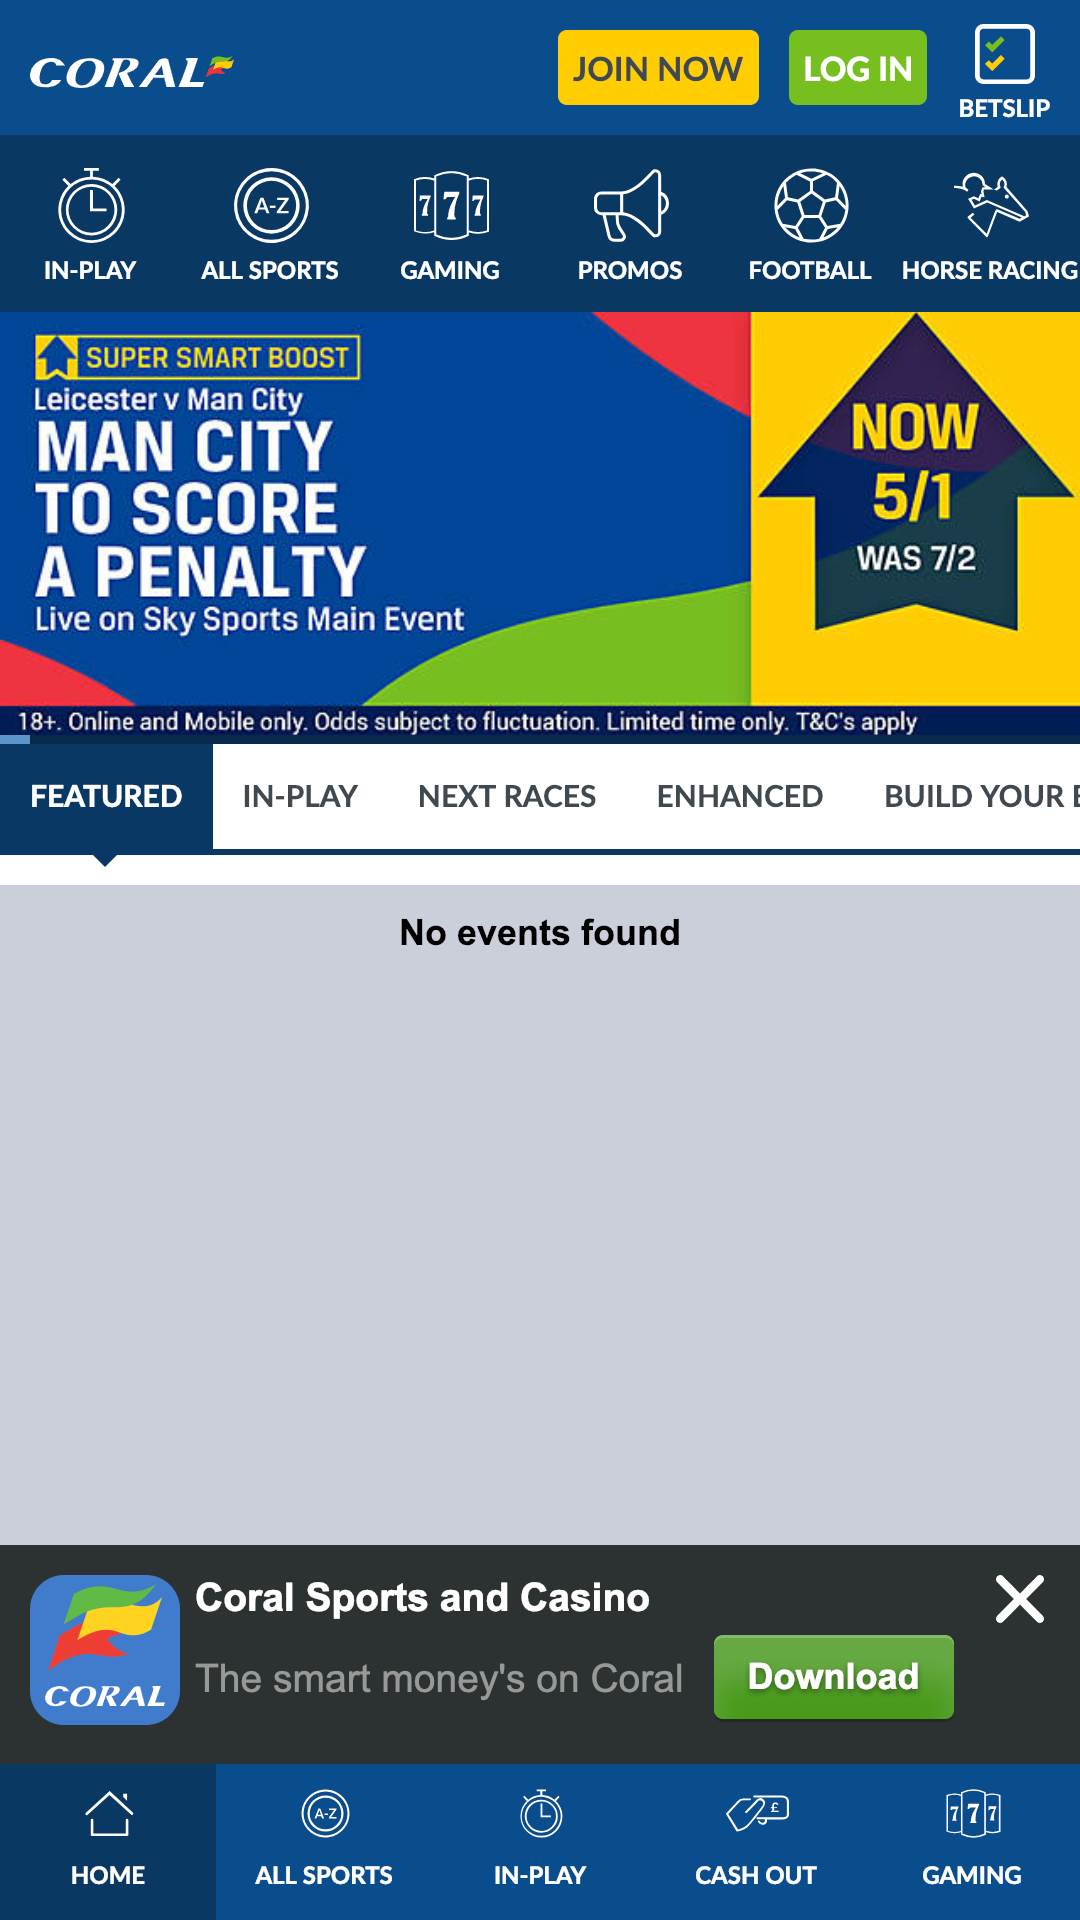 CORAL
JOIN NOW
LOG IN
BETSLIP
IN-PLAY
A-Z
ALL SPORTS
777
GAMING
PROMOS
FOOTBALL
HORSE RACING
SUPER SMART BOOST
Leicester v Man City
MAN CITY
TO SCORE
A PENALTY
Live on Sky Sports Main Event
NOW
5/1
WAS 7/2
18+. Online and Mobile only. Odds subject to fluctuation. Limited time only. T&C's apply
FEATURED
IN-PLAY
NEXT RACES
ENHANCED
BUILD YOUR
No events found
CORAL
Coral Sports and Casino
The smart money's on Coral
Download
HOME
A-Z
ALL SPORTS
IN-PLAY
£
CASH OUT
777
GAMING